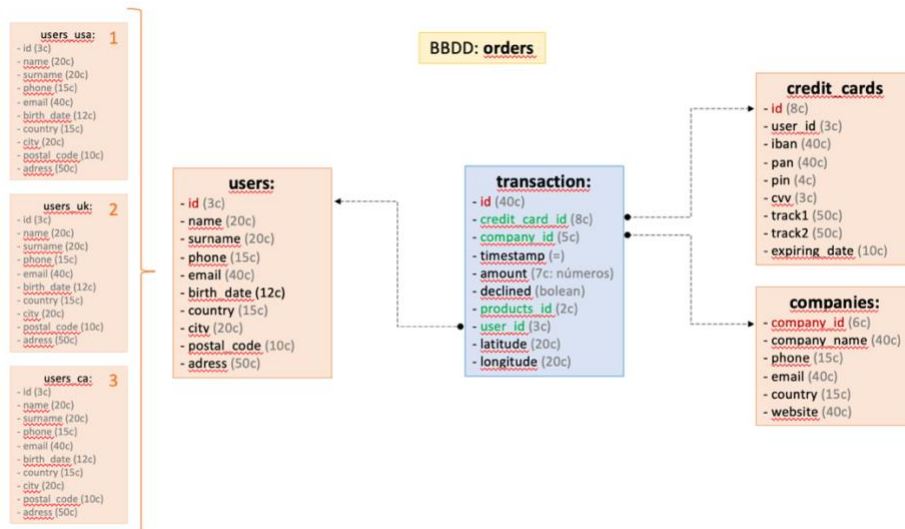 users_usa: 1
- id (3c)
- name (20c)
- surname (20c)
- phone (15c)
- email (40c)
- birth_date (12c)
- country (15c)
- city (20c)
- postal_code (10c)
- adress (50c)
users_uk: 2
- id (3c)
- name (20c)
- surname (20c)
- phone (15c)
- email (40c)
- birth_date (12c)
- country (15c)
- city (20c)
- postal_code (10c)
- adress (50c)
users_ca: 3
- id (3c)
- name (20c)
- surname (20c)
- phone (15c)
- email (40c)
- birth_date (12c)
- country (15c)
- city (20c)
- postal_code (10c)
- adress (50c)
BBDD: orders
users:
- id (3c)
- name (20c)
- surname (20c)
- phone (15c)
- email (40c)
- birth_date (12c)
- country (15c)
- city (20c)
- postal_code (10c)
- adress (50c)
transaction:
- id (40c)
- credit_card_id (8c)
- company_id (5c)
- timestamp (=)
- amount (7c: números)
- declined (bolean)
- products_id (2c)
- user_id (3c)
- latitude (20c)
- longitude (20c)
credit_cards
- id (8c)
- user_id (3c)
- iban (40c)
- pan (40c)
- pin (4c)
- cvv (3c)
- track1 (50c)
- track2 (50c)
- expiring_date (10c)
companies:
- company_id (6c)
- company_name (40c)
- phone (15c)
- email (40c)
- country (15c)
- website (40c)